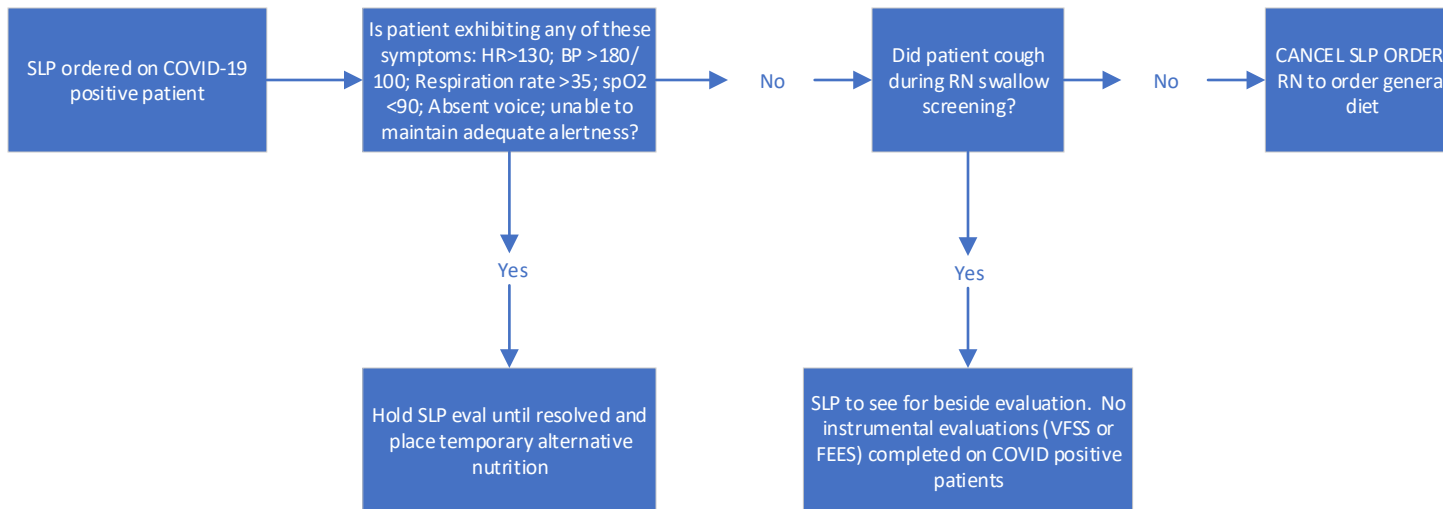 SLP ordered on COVID-19
positive patient
Is patient exhibiting any of these
symptoms: HR>130; BP >180/
100; Respiration rate >35; spO2
<90; Absent voice; unable to
maintain adequate alertness?
No
Did patient cough
during RN swallow
screening?
No
CANCEL SLP ORDER
RN to order genera
diet
Yes
Yes
Hold SLP eval until resolved and
place temporary alternative
nutrition
SLP to see for beside evaluation.  No
instrumental evaluations (VFSS or
FEES) completed on COVID positive
patients